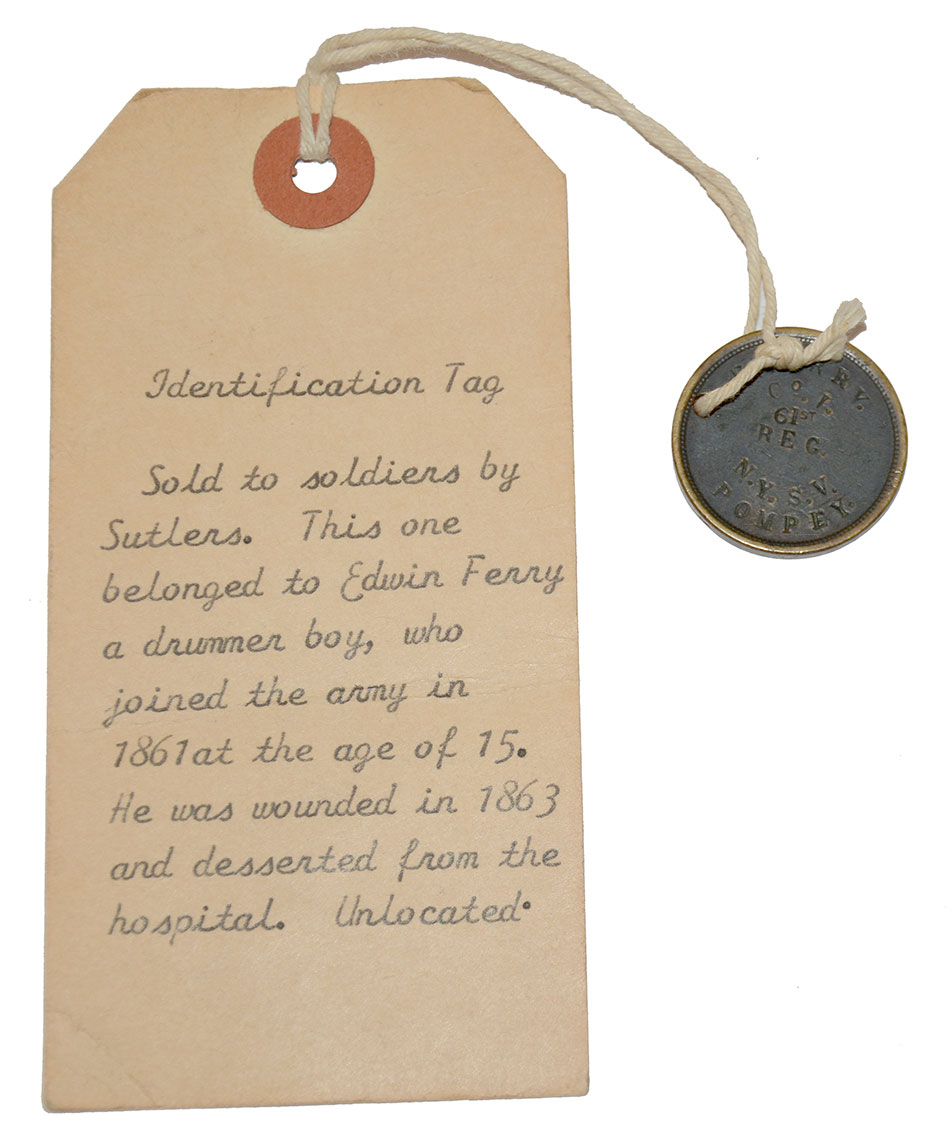 Identification Tag
Sold to soldiers by
Sutlers. This one
belonged to Edwin Ferry
a drummer boy, who
joined the army in
1861at the age of 15.
He was wounded in 1863
and desserted from the
hospital. Unlocated.
Co. I.
61ST
REG.
N.Y.S.V.
POMPEY.